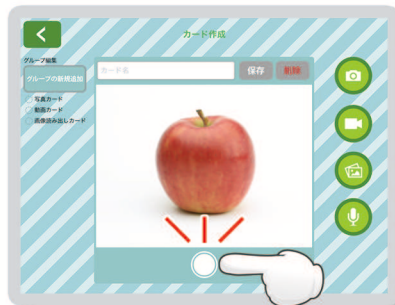 カード作成
グループ編集
グループの新規追加
写真カード
動画カード
画像読み出しカード
カード名
保存
削除